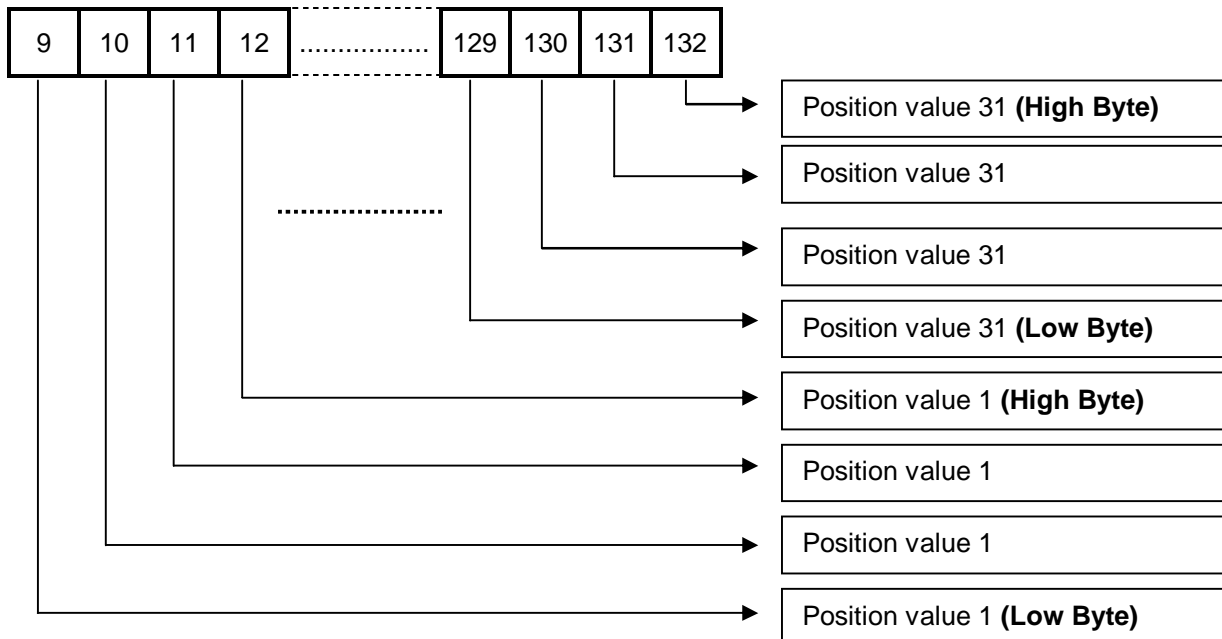 9 10 11 12 ................. 129 130 131 132
Position value 31 (High Byte)
Position value 31
Position value 31
Position value 31 (Low Byte)
Position value 1 (High Byte)
Position value 1
Position value 1
Position value 1 (Low Byte)